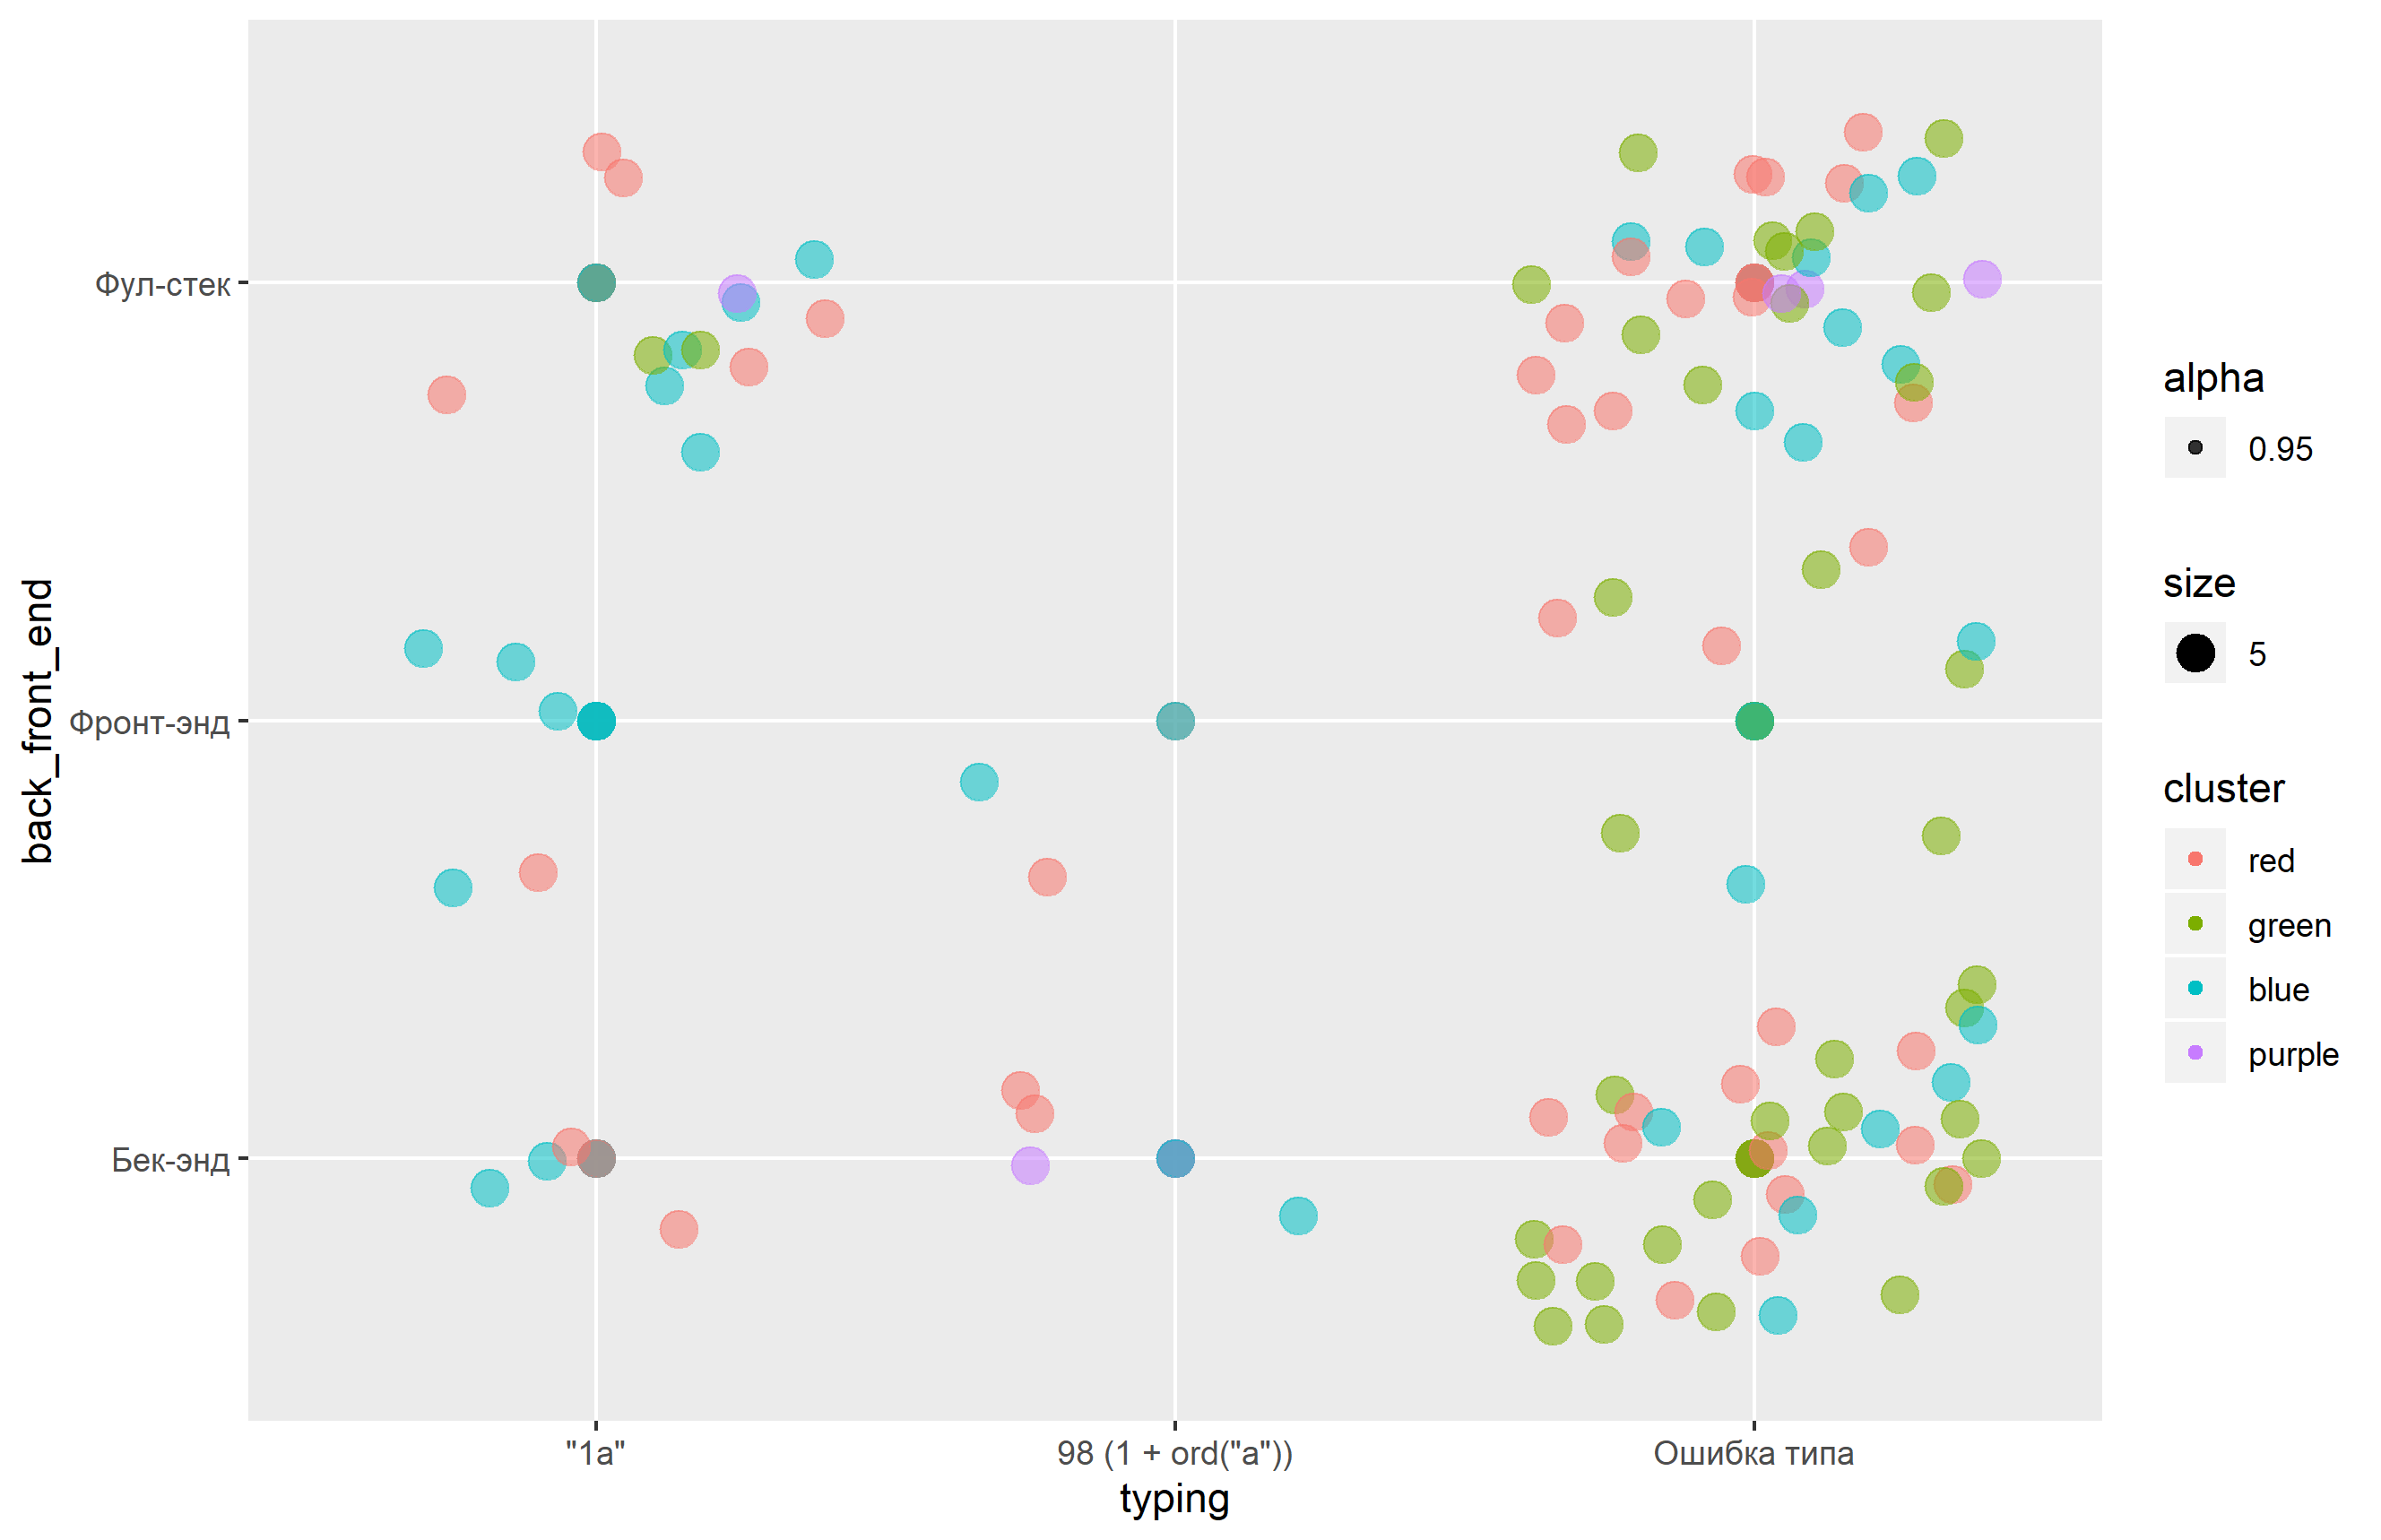 back_front_end
Фул-стек
Фронт-энд
Бек-энд
"1a"
98 (1 + ord("a"))
Ошибка типа
typing
alpha
0.95
size
5
cluster
red
green
blue
purple